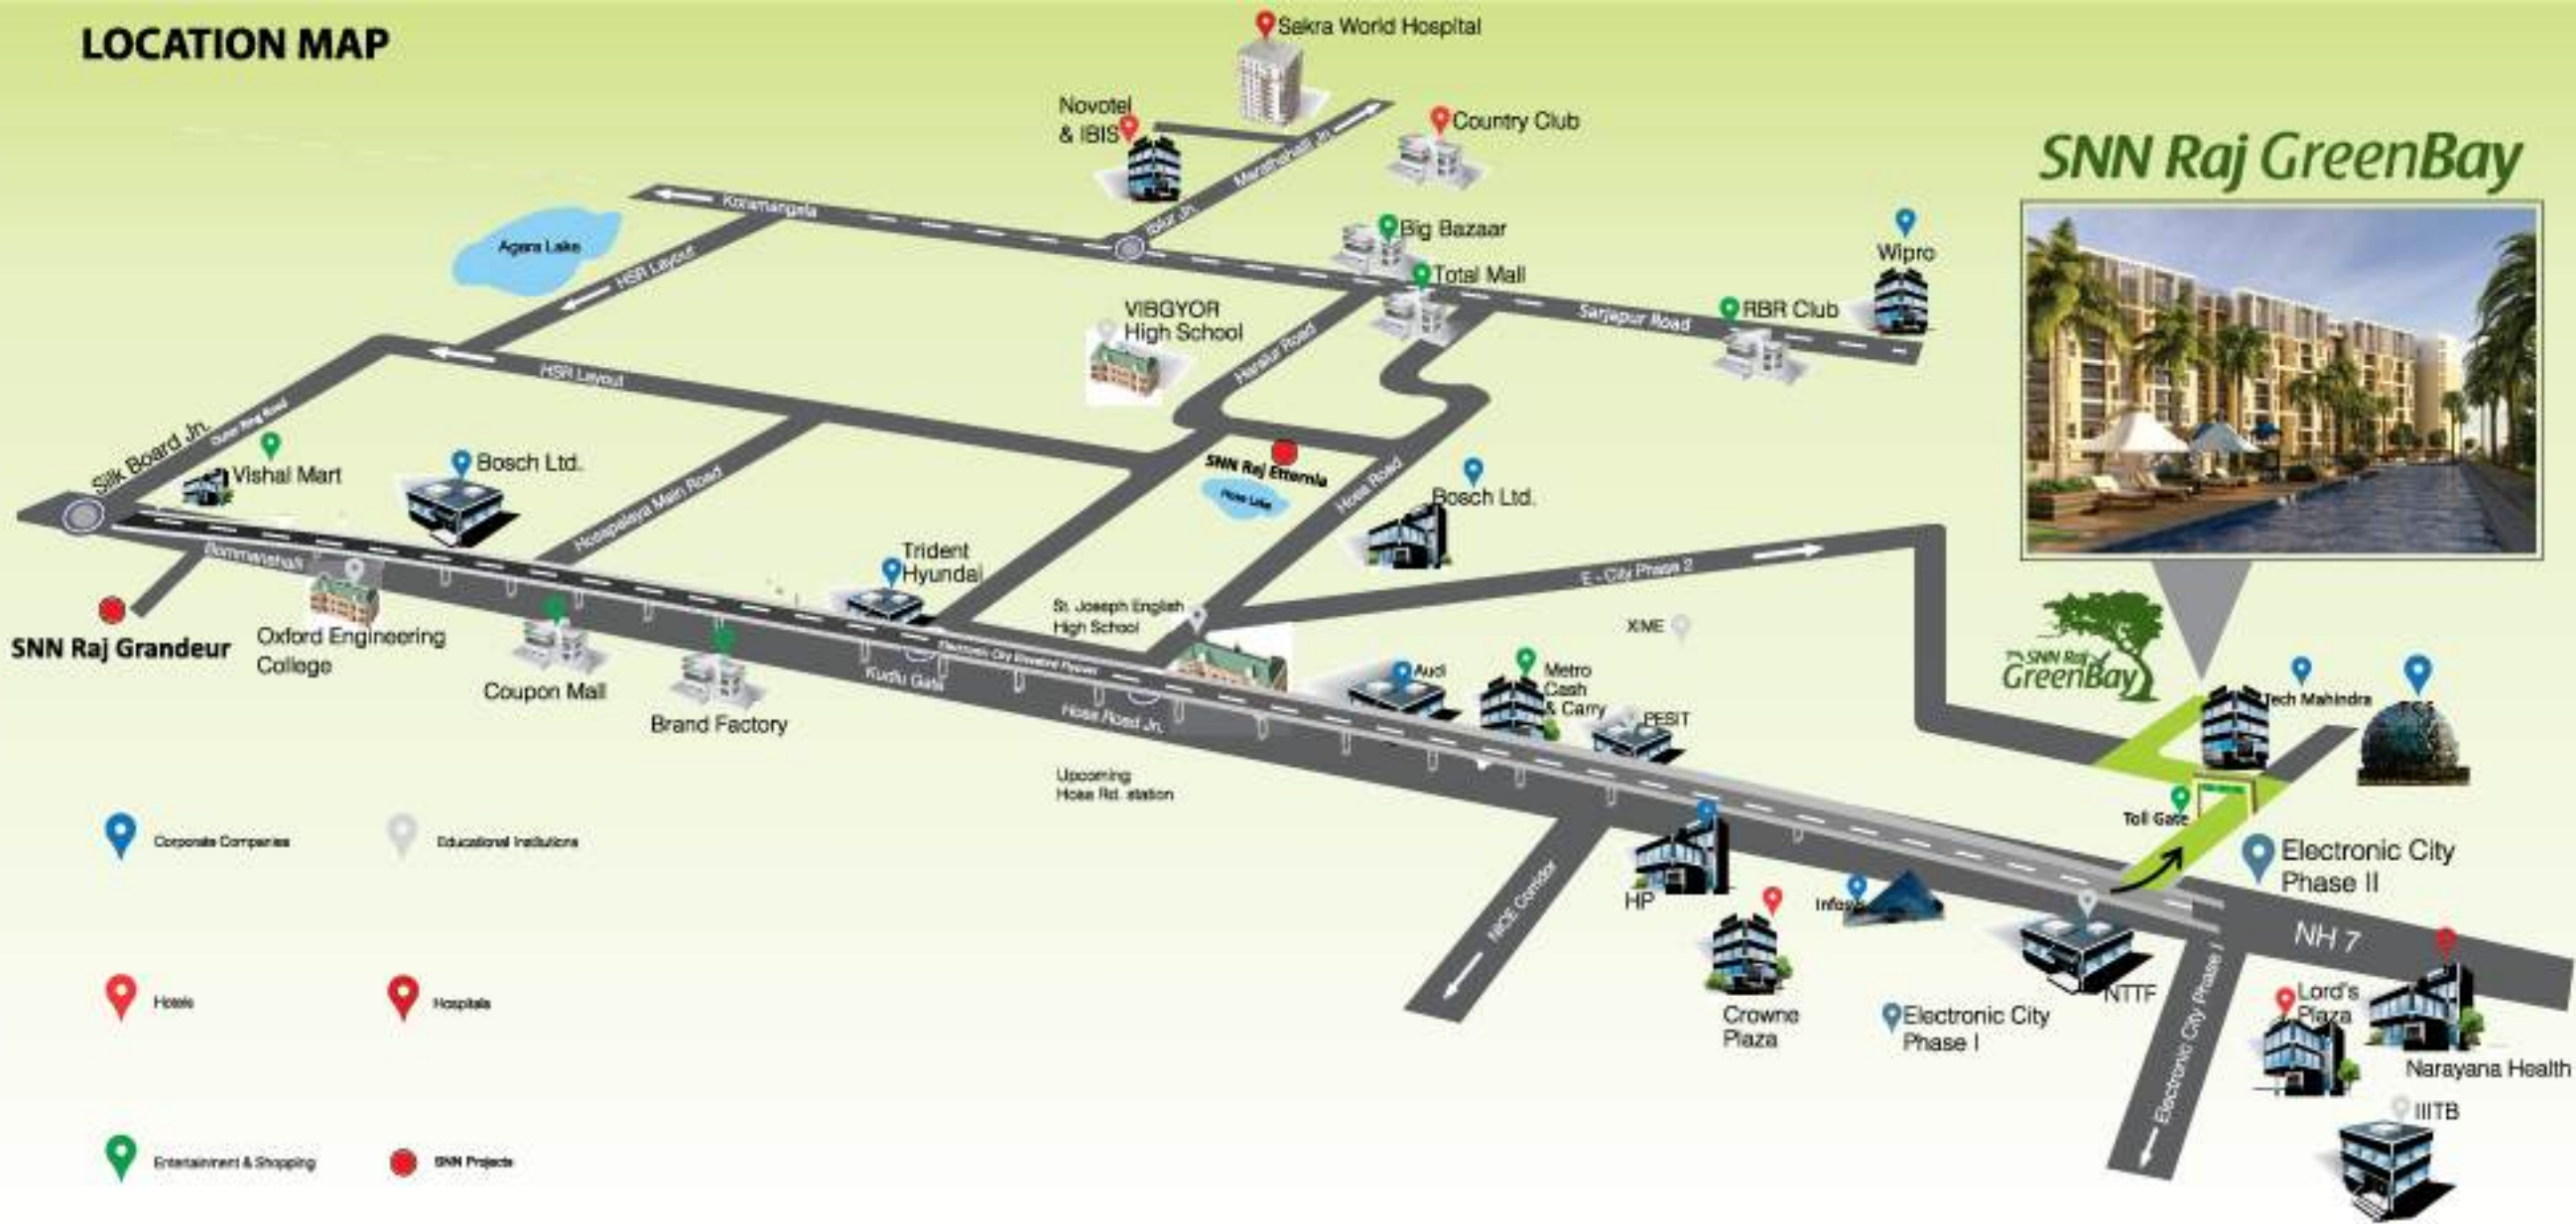 LOCATION MAP
Sakra World Hospital
Novotel
& IBIS
Country Club
Marathahalli Jn.
SNN Raj GreenBay
Koramangala
Iblur Jn.
Agara Lake
HSR Layout
Big Bazaar
Total Mall
Wipro
VIBGYOR
High School
Sarjapur Road
RBR Club
Haralur Road
HSR Layout
Outer Ring Road
Silk Board Jn.
Vishal Mart
Bosch Ltd.
Hosapalaya Main Road
SNN Raj Etternia
Hosa Lake
Hosa Road
Bosch Ltd.
Bommanahalli
Trident
Hyundai
E - City Phase 2
St. Joseph English
High School
XIME
SNN Raj Grandeur
Oxford Engineering
College
Coupon Mall
Brand Factory
Electronic City Elevated Flyover
Kudlu Gate
Hosa Road Jn.
Audi
Metro
Cash
& Carry
PESIT
SNN Raj
GreenBay
Tech Mahindra
TCS
Upcoming
Hosa Rd. station
Toll Gate
Corporate Companies
Educational Institutions
NICE Corridor
HP
Infosys
Electronic City
Phase II
NH 7
Crowne
Plaza
Electronic City
Phase I
NTTF
Electronic City Phase I
Lord's
Plaza
Narayana Health
IIITB
Hotels
Hospitals
Entertainment & Shopping
SNN Projects